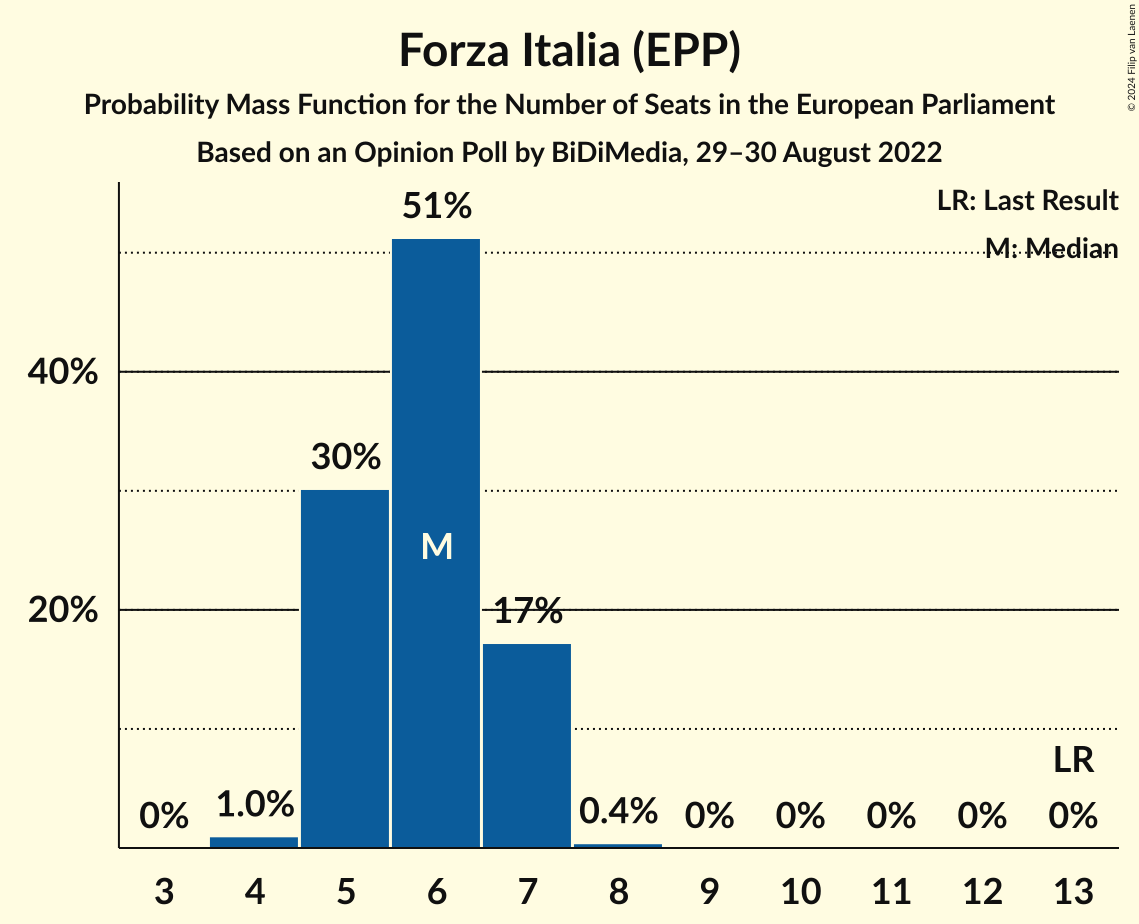 Forza Italia (EPP)
Probability Mass Function for the Number of Seats in the European Parliament
Based on an Opinion Poll by BiDiMedia, 29–30 August 2022
© 2024 Filip van Laenen
LR: Last Result
M: Median
51%
40%
30%
M
20%
17%
LR
0%
1.0%
0.4%
0%
0%
0%
0%
0%
3 4 5 6 7 8 9 10 11 12 13